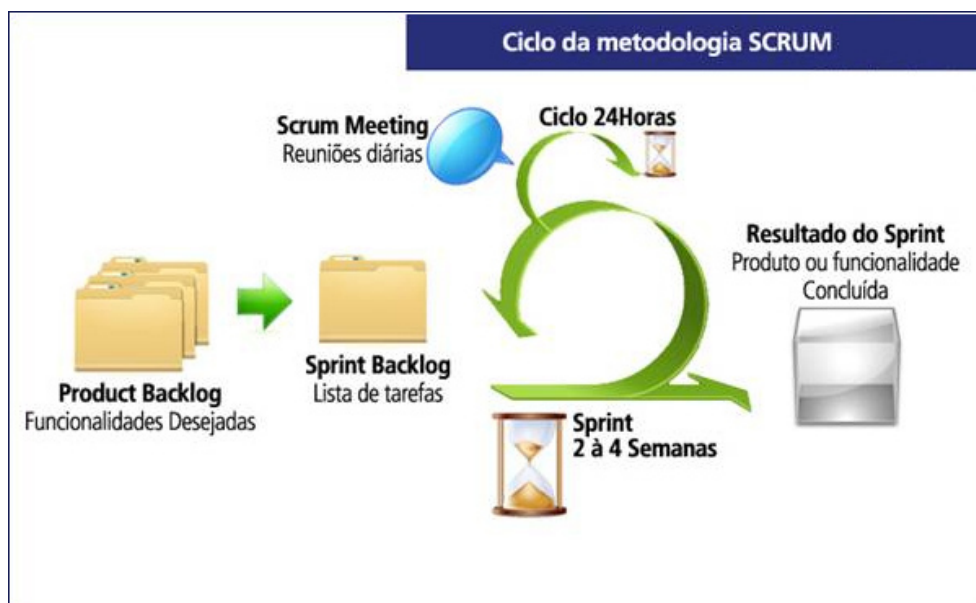 Ciclo da metodologia SCRUM
Scrum Meeting
Reuniões diárias
Ciclo 24Horas
Resultado do Sprint
Produto ou funcionalidade
Concluída
Product Backlog
Funcionalidades Desejadas
Sprint Backlog
Lista de tarefas
Sprint
2 à 4 Semanas